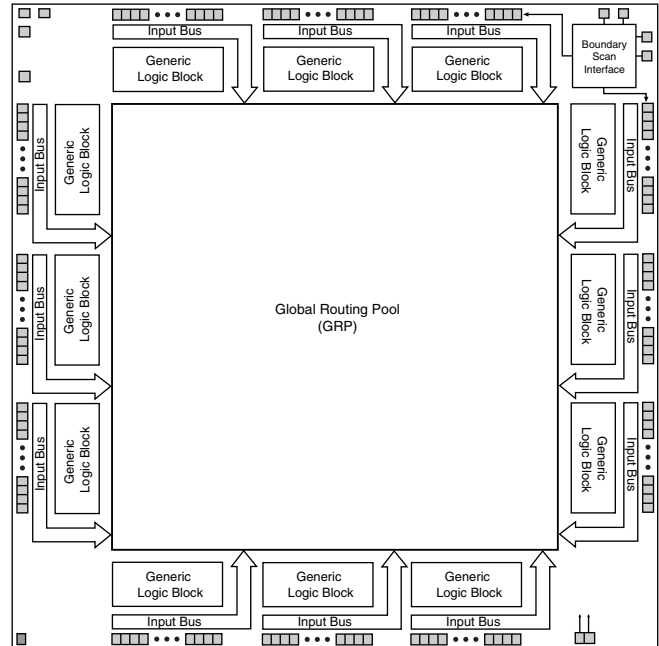 Input Bus
Input Bus
Input Bus
Generic
Logic Block
Generic
Logic Block
Generic
Logic Block
Boundary
Scan
Interface
Input Bus
Generic
Logic Block
Generic
Logic Block
Input Bus
Input Bus
Generic
Logic Block
Global Routing Pool
(GRP)
Generic
Logic Block
Input Bus
Input Bus
Generic
Logic Block
Generic
Logic Block
Input Bus
Generic
Logic Block
Generic
Logic Block
Generic
Logic Block
Input Bus
Input Bus
Input Bus